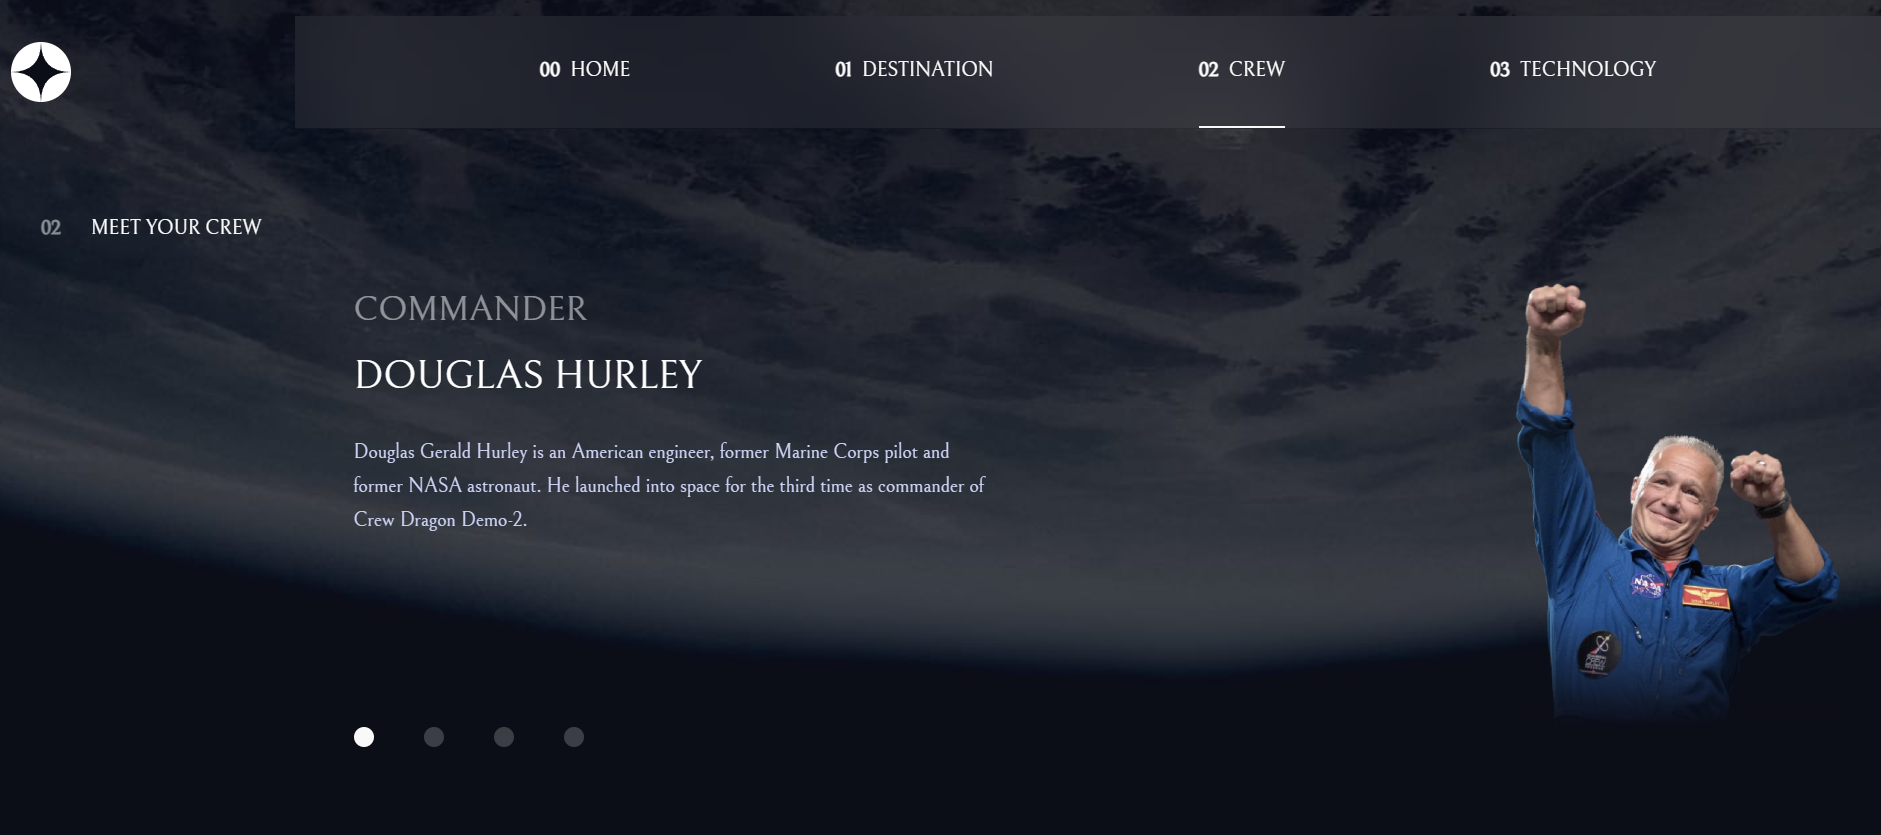 00 HOME
01 DESTINATION
02 CREW
03 TECHNOLOGY
02 MEET YOUR CREW
COMMANDER
DOUGLAS HURLEY
Douglas Gerald Hurley is an American engineer, former Marine Corps pilot and
former NASA astronaut. He launched into space for the third time as commander of
Crew Dragon Demo-2.
NASA